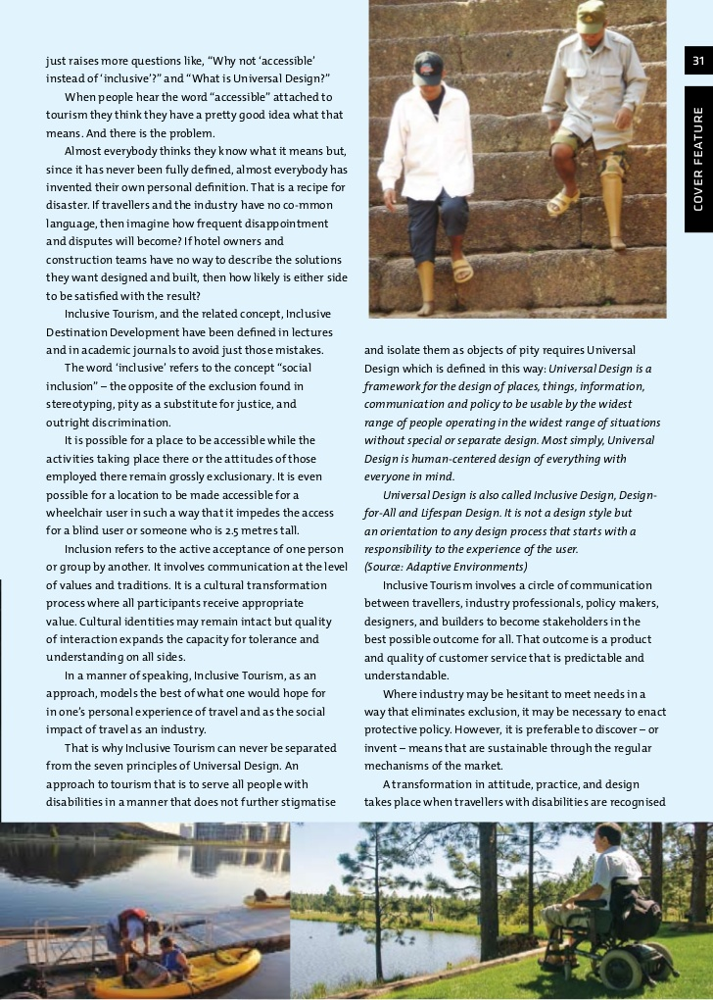 just raises more questions like, “Why not ‘accessible’
instead of ‘inclusive’?” and “What is Universal Design?”
When people hear the word “accessible” attached to
tourism they think they have a pretty good idea what that
means. And there is the problem.
Almost everybody thinks they know what it means but,
since it has never been fully defined, almost everybody has
invented their own personal definition. That is a recipe for
disaster. If travellers and the industry have no co-mmon
language, then imagine how frequent disappointment
and disputes will become? If hotel owners and
construction teams have no way to describe the solutions
they want designed and built, then how likely is either side
to be satisfied with the result?
Inclusive Tourism, and the related concept, Inclusive
Destination Development have been defined in lectures
and in academic journals to avoid just those mistakes.
The word ‘inclusive’ refers to the concept “social
inclusion” – the opposite of the exclusion found in
stereotyping, pity as a substitute for justice, and
outright discrimination.
It is possible for a place to be accessible while the
activities taking place there or the attitudes of those
employed there remain grossly exclusionary. It is even
possible for a location to be made accessible for a
wheelchair user in such a way that it impedes the access
for a blind user or someone who is 2.5 metres tall.
Inclusion refers to the active acceptance of one person
or group by another. It involves communication at the level
of values and traditions. It is a cultural transformation
process where all participants receive appropriate
value. Cultural identities may remain intact but quality
of interaction expands the capacity for tolerance and
understanding on all sides.
In a manner of speaking, Inclusive Tourism, as an
approach, models the best of what one would hope for
in one’s personal experience of travel and as the social
impact of travel as an industry.
That is why Inclusive Tourism can never be separated
from the seven principles of Universal Design. An
approach to tourism that is to serve all people with
disabilities in a manner that does not further stigmatise
and isolate them as objects of pity requires Universal
Design which is defined in this way: Universal Design is a
framework for the design of places, things, information,
communication and policy to be usable by the widest
range of people operating in the widest range of situations
without special or separate design. Most simply, Universal
Design is human-centered design of everything with
everyone in mind.
Universal Design is also called Inclusive Design, Design-
for-All and Lifespan Design. It is not a design style but
an orientation to any design process that starts with a
responsibility to the experience of the user.
(Source: Adaptive Environments)
Inclusive Tourism involves a circle of communication
between travellers, industry professionals, policy makers,
designers, and builders to become stakeholders in the
best possible outcome for all. That outcome is a product
and quality of customer service that is predictable and
understandable.
Where industry may be hesitant to meet needs in a
way that eliminates exclusion, it may be necessary to enact
protective policy. However, it is preferable to discover – or
invent – means that are sustainable through the regular
mechanisms of the market.
A transformation in attitude, practice, and design
takes place when travellers with disabilities are recognised
31
COVER FEATURE